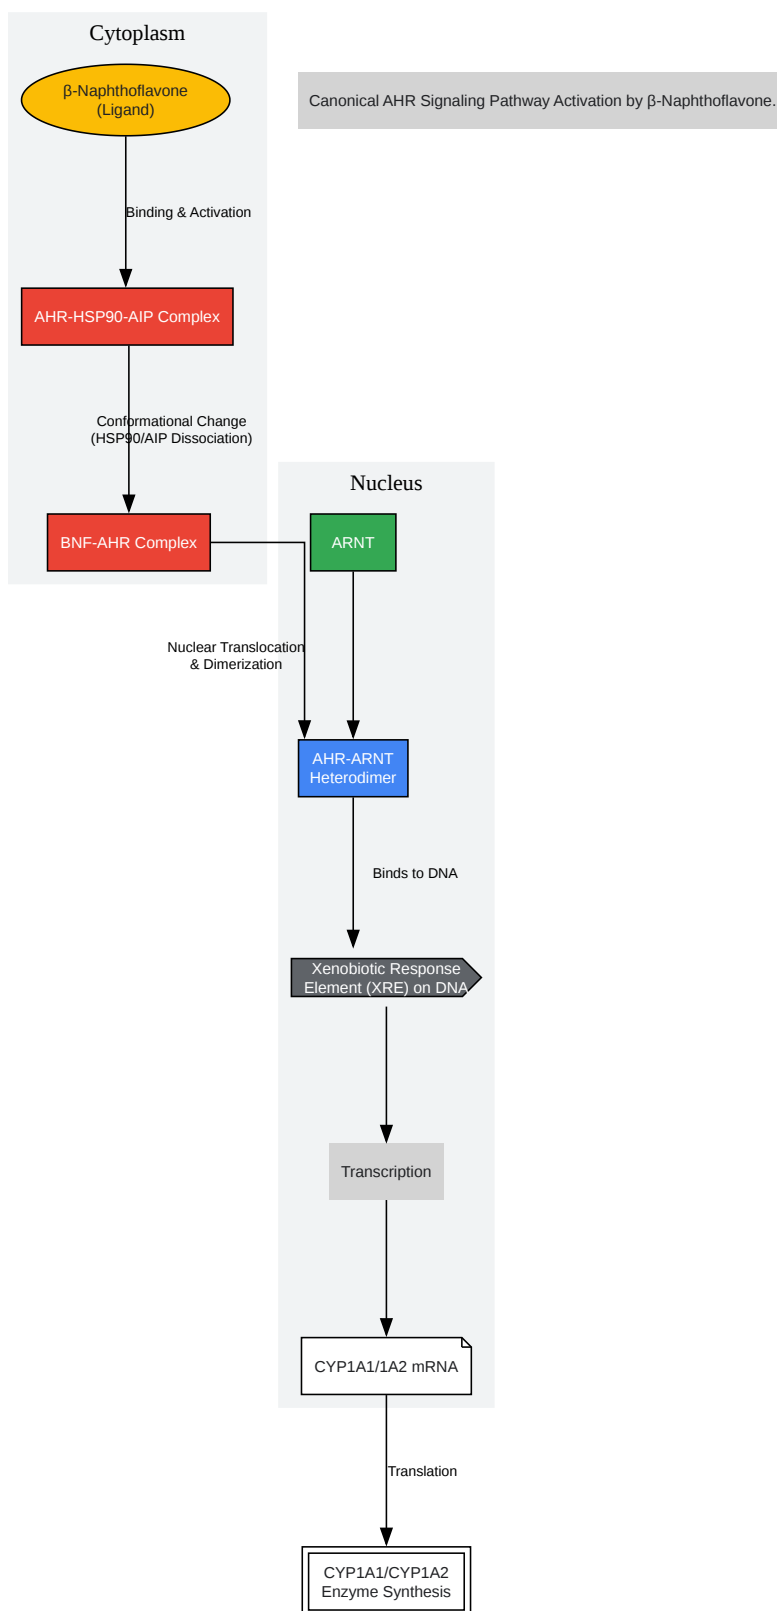 Cytoplasm
β-Naphthoflavone
(Ligand)
Canonical AHR Signaling Pathway Activation by β-Naphthoflavone.
Binding & Activation
AHR-HSP90-AIP Complex
Conformational Change
(HSP90/AIP Dissociation)
Nucleus
BNF-AHR Complex
ARNT
Nuclear Translocation
& Dimerization
AHR-ARNT
Heterodimer
Binds to DNA
Xenobiotic Response
Element (XRE) on DNA
Transcription
CYP1A1/1A2 mRNA
Translation
CYP1A1/CYP1A2
Enzyme Synthesis